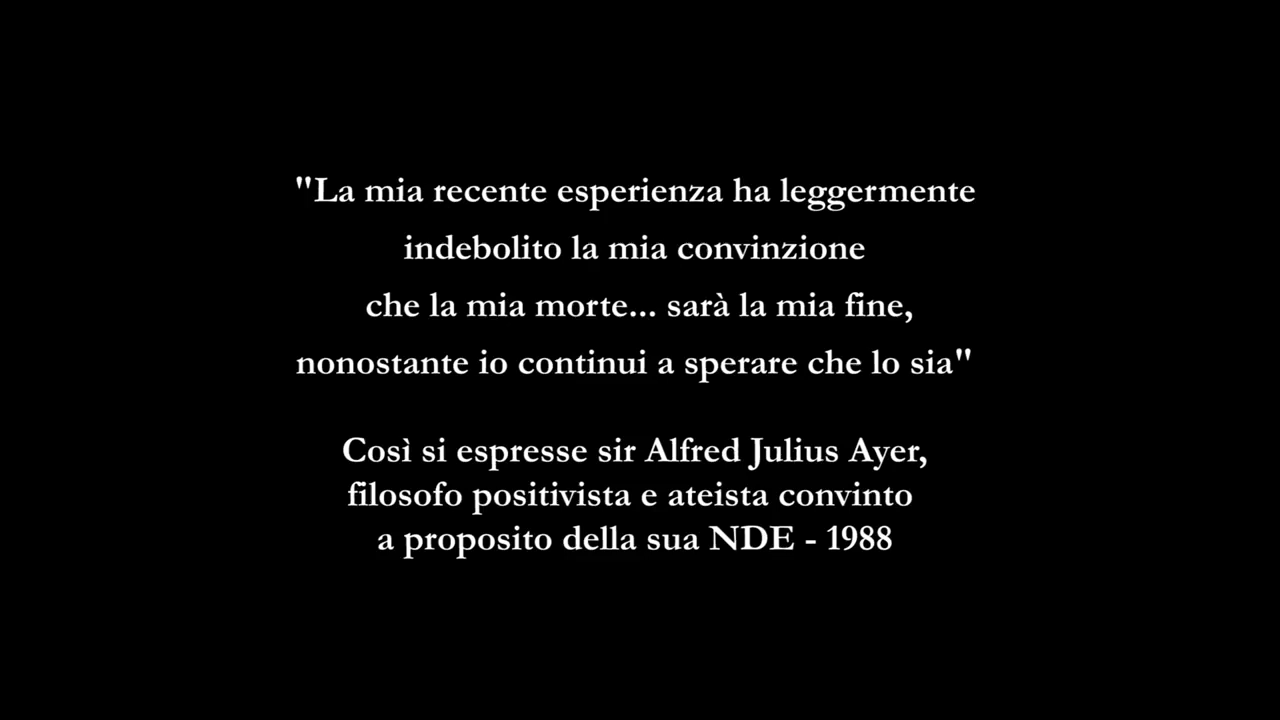 "La mia recente esperienza ha leggermente
indebolito la mia convinzione
che la mia morte... sarà la mia fine,
nonostante io continui a sperare che lo sia"
Così si espresse sir Alfred Julius Ayer,
filosofo positivista e ateista convinto
a proposito della sua NDE - 1988